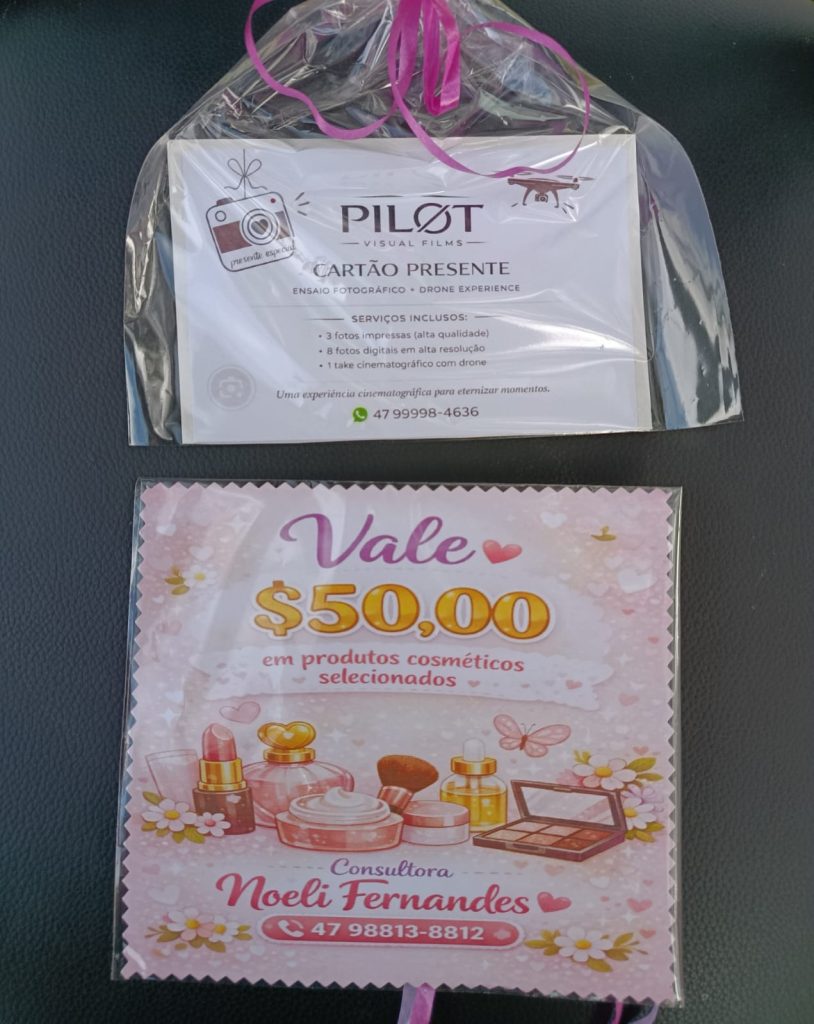 PILØT
VISUAL FILMS
presente especial
CARTÃO PRESENTE
ENSAIO FOTOGRÁFICO + DRONE EXPERIENCE
SERVIÇOS INCLUSOS:
• 3 fotos impressas (alta qualidade)
• 8 fotos digitais em alta resolução
• 1 take cinematográfico com drone
Uma experiência cinematográfica para eternizar momentos.
47 99998-4636
Vale
$50,00
em produtos cosméticos
selecionados
Consultora
Noeli Fernandes
47 98813-8812